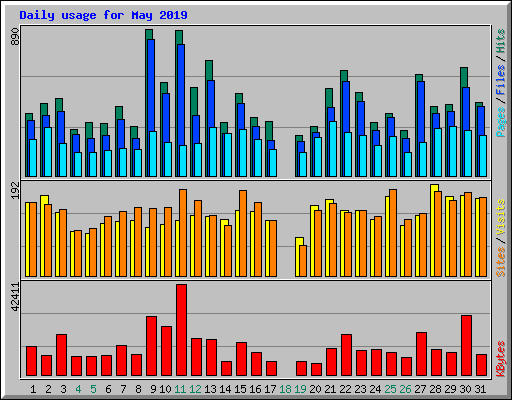 Daily usage for May 2019
890
Pages/Files/Hits
192
Sites/Visits
42411
KBytes
1 2 3 4 5 6 7 8 9 10 11 12 13 14 15 16 17 18 19 20 21 22 23 24 25 26 27 28 29 30 31